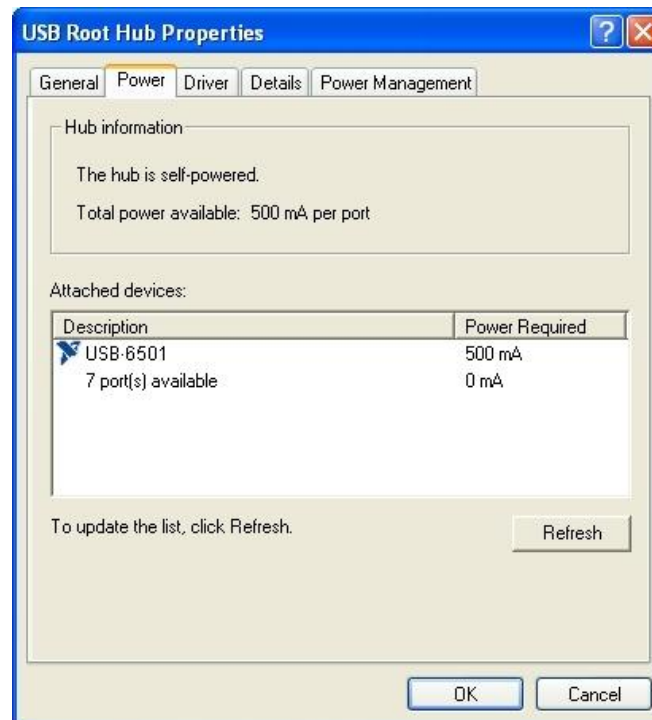 USB Root Hub Properties
General Power Driver Details Power Management
Hub information
The hub is self-powered.
Total power available: 500 mA per port
Attached devices:
Description Power Required
USB-6501 500 mA
7 port(s) available 0 mA
To update the list, click Refresh.
Refresh
OK Cancel